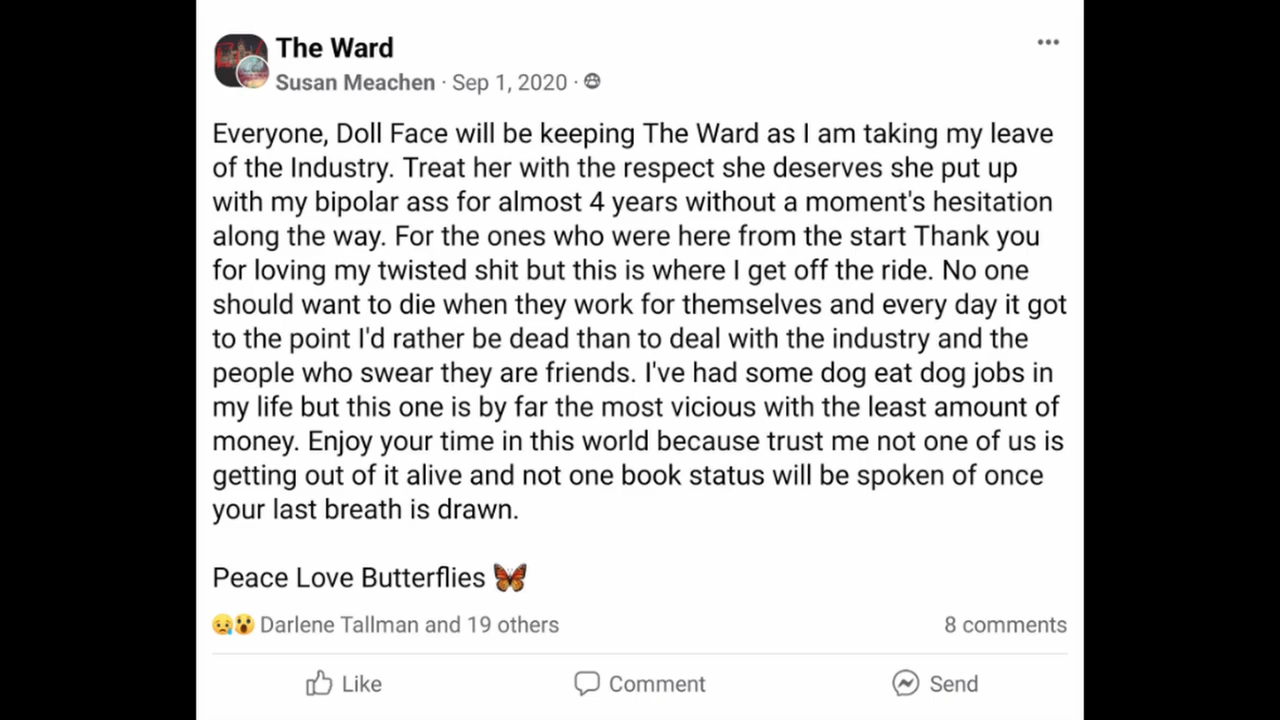 The Ward
Susan Meachen · Sep 1, 2020 ·
Everyone, Doll Face will be keeping The Ward as I am taking my leave
of the Industry. Treat her with the respect she deserves she put up
with my bipolar ass for almost 4 years without a moment's hesitation
along the way. For the ones who were here from the start Thank you
for loving my twisted shit but this is where I get off the ride. No one
should want to die when they work for themselves and every day it got
to the point I'd rather be dead than to deal with the industry and the
people who swear they are friends. I've had some dog eat dog jobs in
my life but this one is by far the most vicious with the least amount of
money. Enjoy your time in this world because trust me not one of us is
getting out of it alive and not one book status will be spoken of once
your last breath is drawn.
Peace Love Butterflies 🦋
Darlene Tallman and 19 others
8 comments
Like
Comment
Send